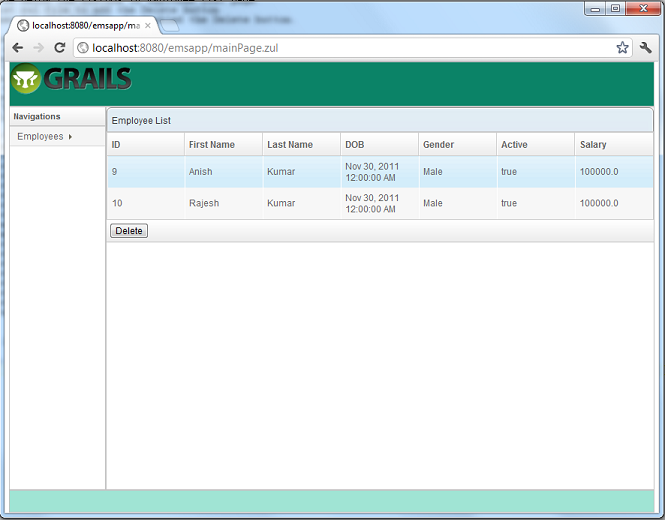 localhost:8080/emsapp/ma
localhost:8080/emsapp/mainPage.zul
GRAILS
Navigations
Employees
Employee List
ID First Name Last Name DOB Gender Active Salary
9 Anish Kumar Nov 30, 2011 12:00:00 AM Male true 100000.0
10 Rajesh Kumar Nov 30, 2011 12:00:00 AM Male true 100000.0
Delete